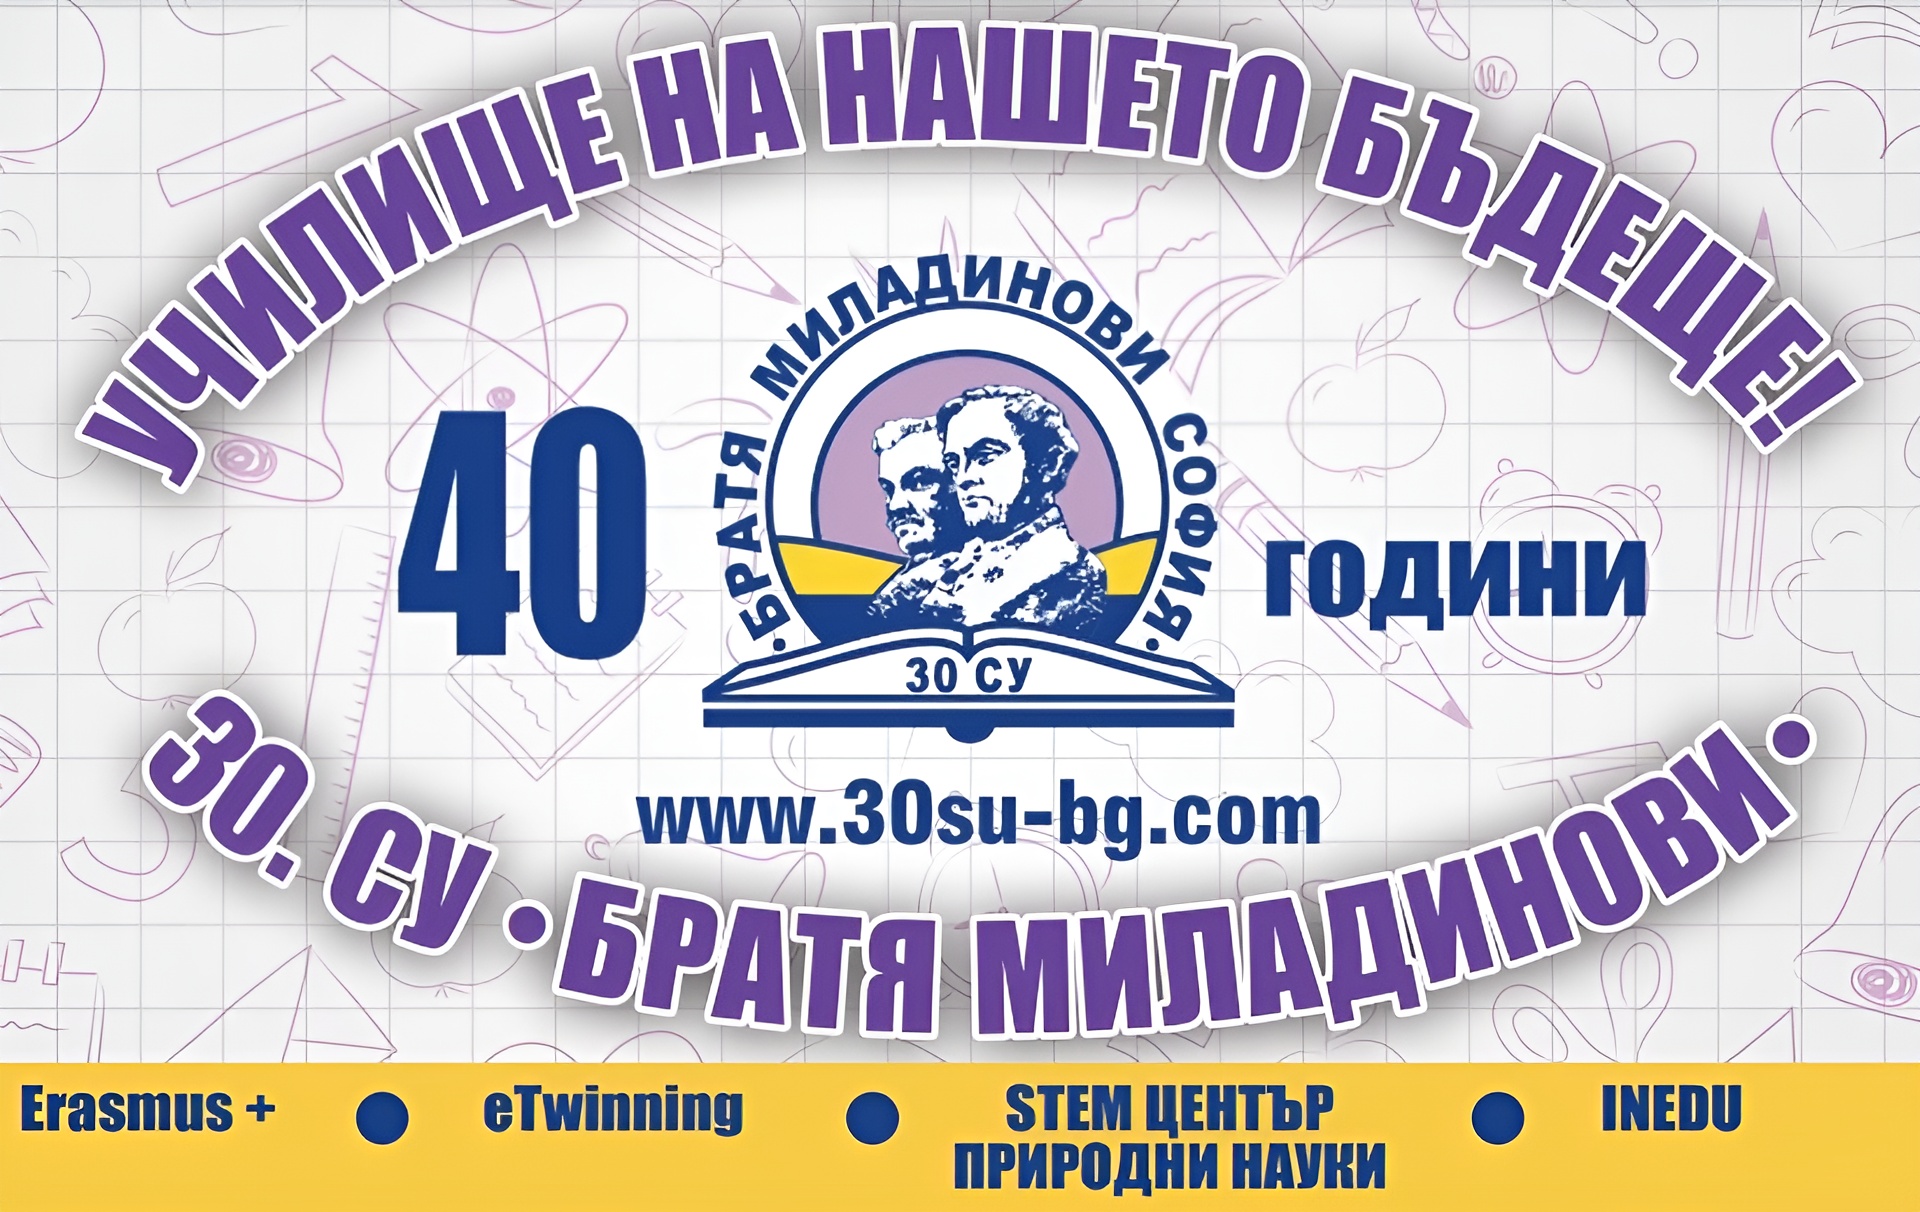 УЧИЛИЩЕ НА НАШЕТО БЪДЕЩЕ!
• БРАТЯ МИЛАДИНОВИ СОФИЯ •
40
ГОДИНИ
30 СУ
www.30su-bg.com
30. СУ • БРАТЯ МИЛАДИНОВИ •
Erasmus + • eTwinning • STEM ЦЕНТЪР • INEDU
ПРИРОДНИ НАУКИ